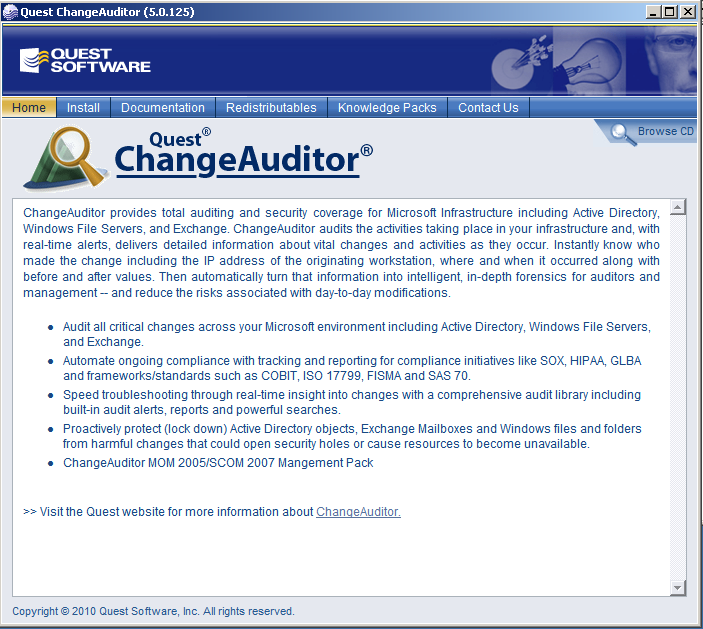 Quest ChangeAuditor (5.0.125)
QUEST
SOFTWARE
Home Install Documentation Redistributables Knowledge Packs Contact Us
Browse CD
Quest®
ChangeAuditor®
ChangeAuditor provides total auditing and security coverage for Microsoft Infrastructure including Active Directory,
Windows File Servers, and Exchange. ChangeAuditor audits the activities taking place in your infrastructure and, with
real-time alerts, delivers detailed information about vital changes and activities as they occur. Instantly know who
made the change including the IP address of the originating workstation, where and when it occurred along with
before and after values. Then automatically turn that information into intelligent, in-depth forensics for auditors and
management -- and reduce the risks associated with day-to-day modifications.
• Audit all critical changes across your Microsoft environment including Active Directory, Windows File Servers,
and Exchange.
• Automate ongoing compliance with tracking and reporting for compliance initiatives like SOX, HIPAA, GLBA
and frameworks/standards such as COBIT, ISO 17799, FISMA and SAS 70.
• Speed troubleshooting through real-time insight into changes with a comprehensive audit library including
built-in audit alerts, reports and powerful searches.
• Proactively protect (lock down) Active Directory objects, Exchange Mailboxes and Windows files and folders
from harmful changes that could open security holes or cause resources to become unavailable.
• ChangeAuditor MOM 2005/SCOM 2007 Mangement Pack
>> Visit the Quest website for more information about ChangeAuditor.
Copyright © 2010 Quest Software, Inc. All rights reserved.